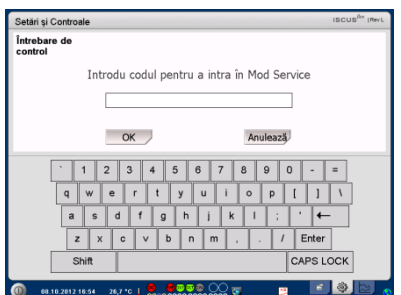 Setări și Controale
ISCUS
Întrebare de
control
Introdu codul pentru a intra în Mod Service
OK Anulează
` 1 2 3 4 5 6 7 8 9 0 - =
q w e r t y u i o p [ ] \
a s d f g h j k l ; ' ←
z x c v b n m , . / Enter
Shift CAPS LOCK
08.10.2012 16:54 26,7 °C